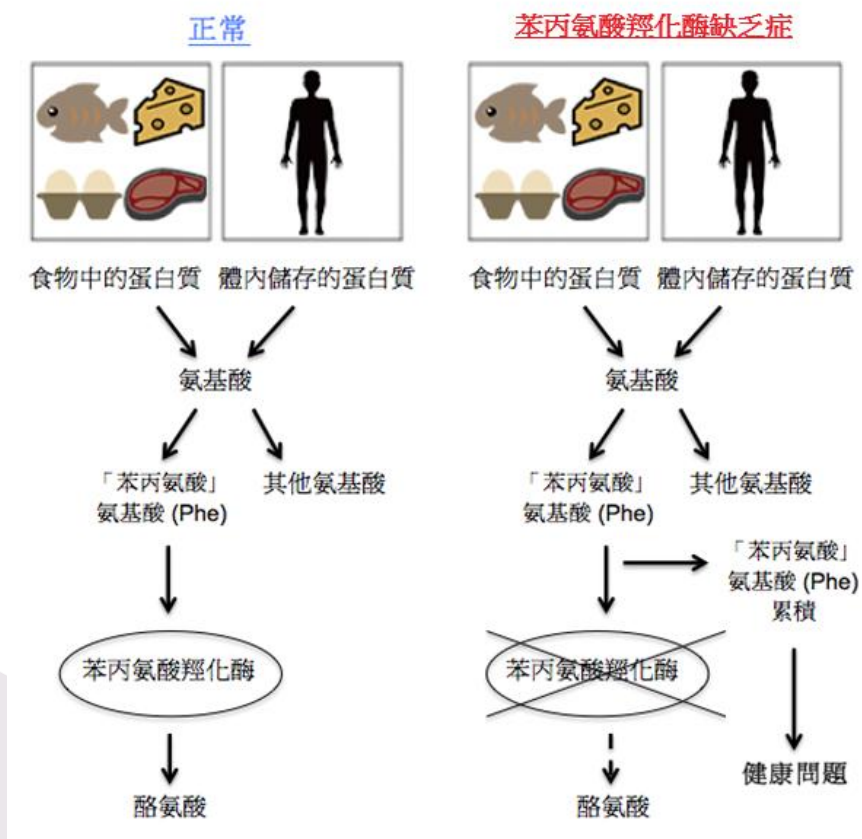 正常
食物中的蛋白質
體內儲存的蛋白質
氨基酸
「苯丙氨酸」
氨基酸 (Phe)
其他氨基酸
苯丙氨酸羥化酶
酪氨酸
苯丙氨酸羥化酶缺乏症
食物中的蛋白質
體內儲存的蛋白質
氨基酸
「苯丙氨酸」
氨基酸 (Phe)
其他氨基酸
「苯丙氨酸」
氨基酸 (Phe)
累積
苯丙氨酸羥化酶
酪氨酸
健康問題